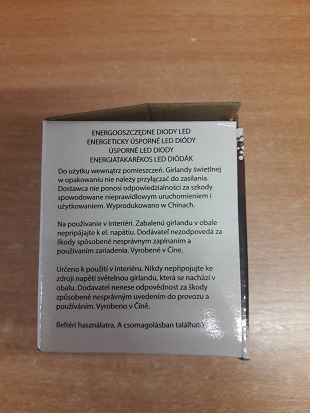 ENERGOOSZCZĘDNE DIODY LED
ENERGETICKY ÚSPORNÉ LED DIÓDY
ÚSPORNÉ LED DIODY
ENERGIATAKARÉKOS LED DIÓDÁK
Do użytku wewnątrz pomieszczeń. Girlandy świetlnej
w opakowaniu nie należy przyłączać do zasilania.
Dostawca nie ponosi odpowiedzialności za szkody
spowodowane nieprawidłowym uruchomieniem i
użytkowaniem. Wyprodukowano w Chinach.
Na používanie v interiéri. Zabalenú girlandu v obale
nepripájajte k el. napätiu. Dodávateľ nezodpovedá za
škody spôsobené nesprávnym zapínaním a
používaním zariadenia. Vyrobené v Číne.
Určeno k použití v interiéru. Nikdy nepřipojujte ke
zdroji napětí světelnou girlandu, která se nachází v
obalu. Dodavatel nenese odpovědnost za škody
způsobené nesprávným uvedením do provozu a
používáním. Vyrobeno v Číně.
Beltéri használatra. A csomagolásban található